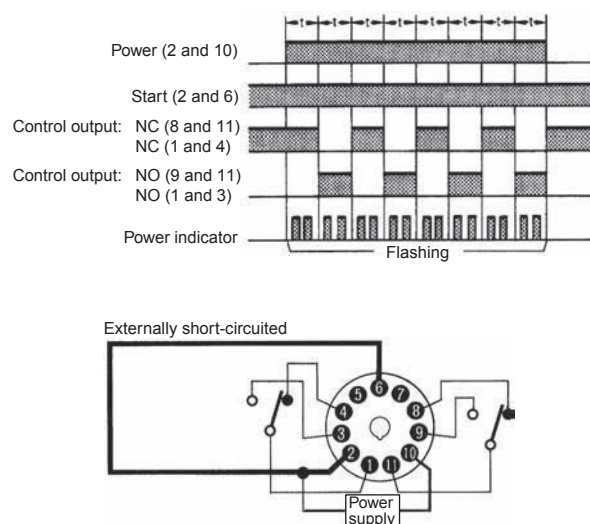 t t t t t t t t
Power (2 and 10)
Start (2 and 6)
Control output: NC (8 and 11)
NC (1 and 4)
Control output: NO (9 and 11)
NO (1 and 3)
Power indicator
Flashing
Externally short-circuited
6
5 7
4 8
3 9
2 10
1 11
Power
supply